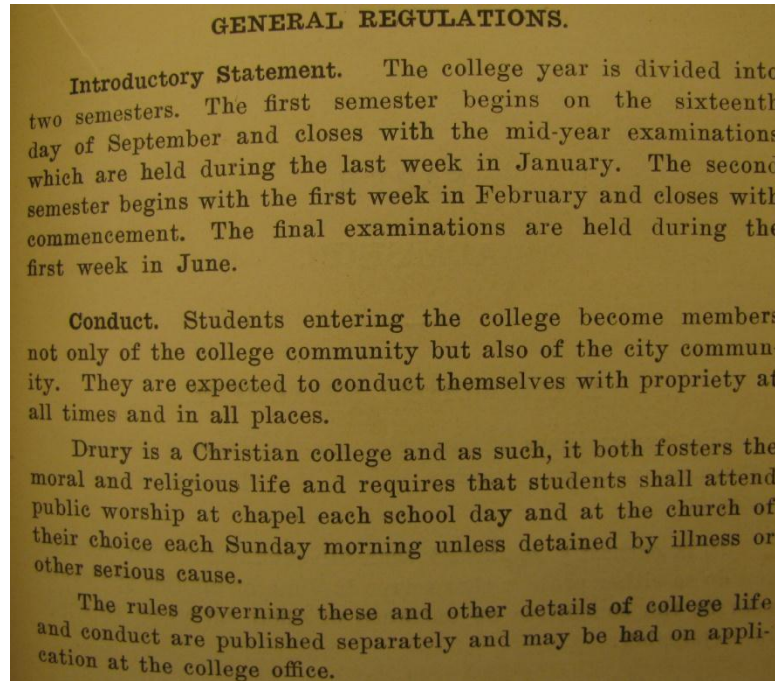 GENERAL REGULATIONS.
Introductory Statement. The college year is divided into
two semesters. The first semester begins on the sixteenth
day of September and closes with the mid-year examinations
which are held during the last week in January. The second
semester begins with the first week in February and closes with
commencement. The final examinations are held during the
first week in June.
Conduct. Students entering the college become members
not only of the college community but also of the city commun-
ity. They are expected to conduct themselves with propriety at
all times and in all places.
Drury is a Christian college and as such, it both fosters the
moral and religious life and requires that students shall attend
public worship at chapel each school day and at the church of
their choice each Sunday morning unless detained by illness or
other serious cause.
The rules governing these and other details of college life
and conduct are published separately and may be had on appli-
cation at the college office.